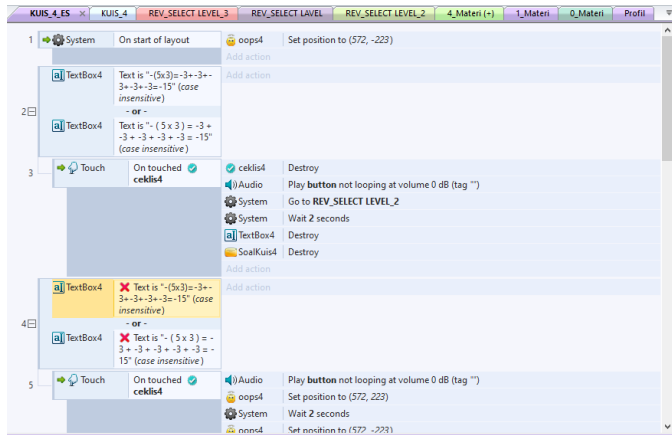 KUIS_4_ES × KUIS_4 REV_SELECT LEVEL_3 REV_SELECT LAVEL REV_SELECT LEVEL_2 4_Materi (+) 1_Materi 0_Materi Profil
1 System On start of layout oops4 Set position to (572, -223)
Add action
TextBox4 Text is "-(5x3)=-3+-3+-
3+-3+-3=-15" (case
insensitive)
Add action
2 - or -
TextBox4 Text is "- ( 5 x 3 ) = -3 +
-3 + -3 + -3 + -3 = -15"
(case insensitive)
3 Touch On touched
ceklis4
ceklis4 Destroy
Audio Play button not looping at volume 0 dB (tag "")
System Go to REV_SELECT LEVEL_2
System Wait 2 seconds
TextBox4 Destroy
SoalKuis4 Destroy
Add action
TextBox4 Text is "-(5x3)=-3+-
3+-3+-3+-3=-15" (case
insensitive)
Add action
4 - or -
TextBox4 Text is "- ( 5 x 3 ) = -
3 + -3 + -3 + -3 + -3 = -
15" (case insensitive)
5 Touch On touched
ceklis4
Audio Play button not looping at volume 0 dB (tag "")
oops4 Set position to (572, 223)
System Wait 2 seconds
oops4 Set position to (572, -223)